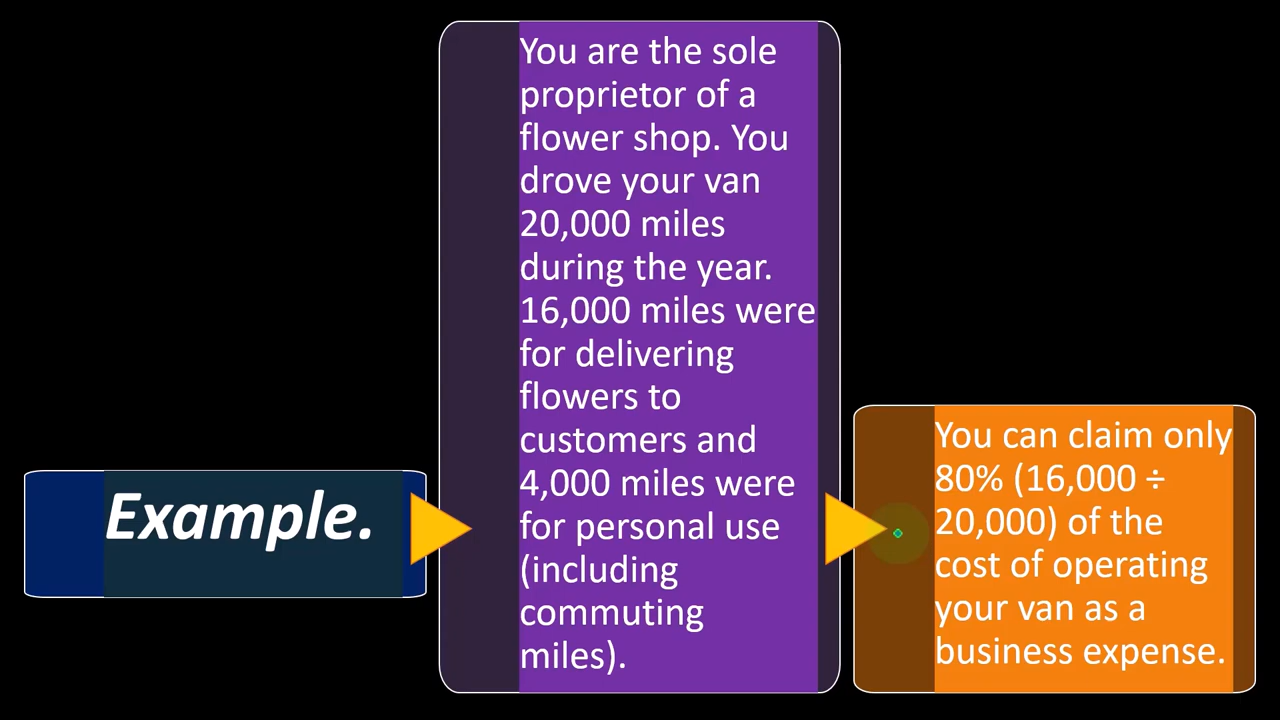 Example.
You are the sole
proprietor of a
flower shop. You
drove your van
20,000 miles
during the year.
16,000 miles were
for delivering
flowers to
customers and
4,000 miles were
for personal use
(including
commuting
miles).
You can claim only
80% (16,000 ÷
20,000) of the
cost of operating
your van as a
business expense.